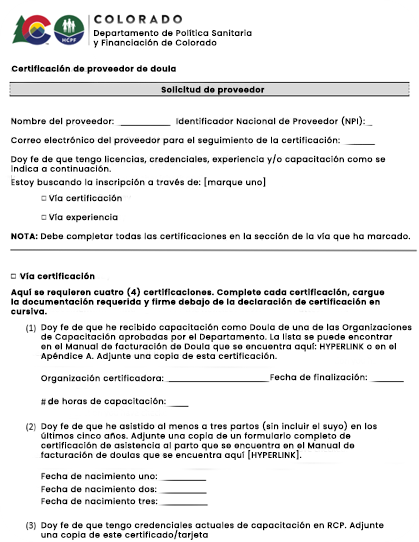 COLORADO
HCPF
Departamento de Política Sanitaria
y Financiación de Colorado
Certificación de proveedor de doula
Solicitud de proveedor
Nombre del proveedor: __________ Identificador Nacional de Proveedor (NPI):_
Correo electrónico del proveedor para el seguimiento de la certificación: ______
Doy fe de que tengo licencias, credenciales, experiencia y/o capacitación como se
indica a continuación.
Estoy buscando la inscripción a través de: [marque uno]
□ Vía certificación
□ Vía experiencia
NOTA: Debe completar todas las certificaciones en la sección de la vía que ha marcado.
□ Vía certificación
Aquí se requieren cuatro (4) certificaciones. Complete cada certificación, cargue
la documentación requerida y firme debajo de la declaración de certificación en
cursiva.
(1) Doy fe de que he recibido capacitación como Doula de una de las Organizaciones
de Capacitación aprobadas por el Departamento. La lista se puede encontrar
en el Manual de facturación de Doula que se encuentra aquí: HYPERLINK o en el
Apéndice A. Adjunte una copia de esta certificación.
Organización certificadora: ____________________ Fecha de finalización: ______
# de horas de capacitación: ____
(2) Doy fe de que he asistido al menos a tres partos (sin incluir el suyo) en los
últimos cinco años. Adjunte una copia de un formulario completo de
certificación de asistencia al parto que se encuentra en el Manual de
facturación de doulas que se encuentra aquí [HYPERLINK].
Fecha de nacimiento uno: ________
Fecha de nacimiento dos: ________
Fecha de nacimiento tres: ________
(3) Doy fe de que tengo credenciales actuales de capacitación en RCP. Adjunte
una copia de este certificado/tarjeta